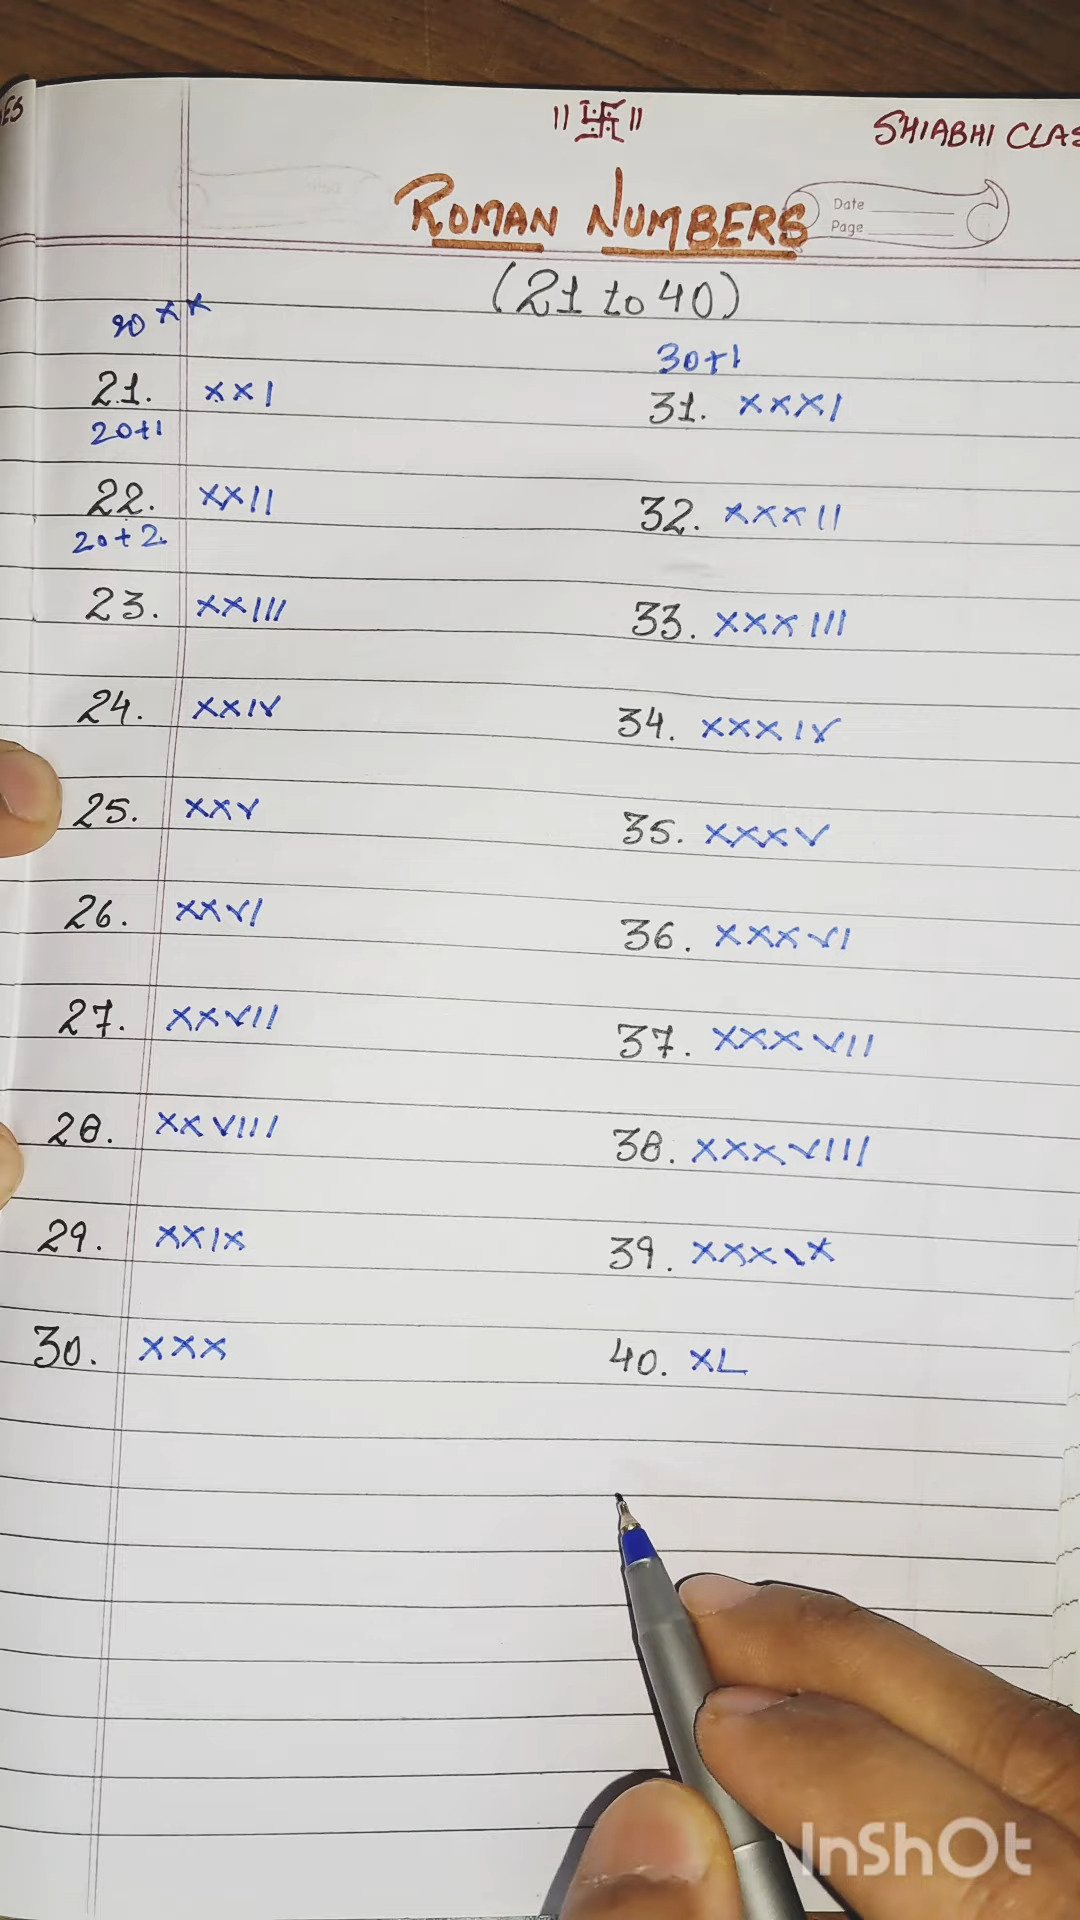 ES
|| 卐 ||
SHIABHI CLAS
ROMAN NUMBERS
Date
Page
(21 to 40)
20 XX
30+1
21. XXI
31. XXXI
20+1
22. XXII
32. XXXII
20+2
23. XXIII
33. XXXIII
24. XXIV
34. XXXIV
25. XXV
35. XXXV
26. XXVI
36. XXXVI
27. XXVII
37. XXXVII
28. XXVIII
38. XXXVIII
29. XXIX
39. XXXIX
30. XXX
40. XL
InShOt